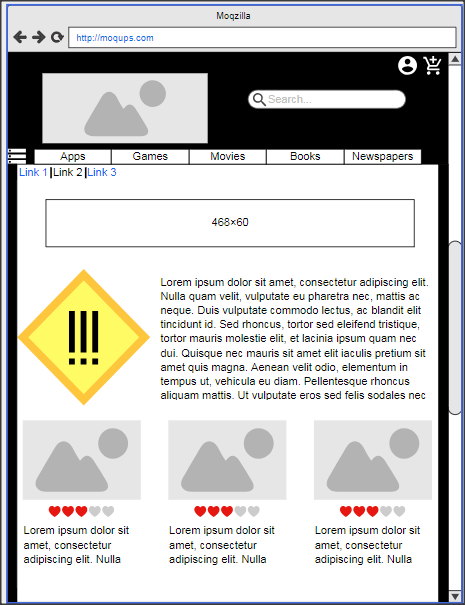 Moqzilla
http://moqups.com
Search...
Apps Games Movies Books Newspapers
Link 1 Link 2 Link 3
468×60
!!!
Lorem ipsum dolor sit amet, consectetur adipiscing elit.
Nulla quam velit, vulputate eu pharetra nec, mattis ac
neque. Duis vulputate commodo lectus, ac blandit elit
tincidunt id. Sed rhoncus, tortor sed eleifend tristique,
tortor mauris molestie elit, et lacinia ipsum quam nec
dui. Quisque nec mauris sit amet elit iaculis pretium sit
amet quis magna. Aenean velit odio, elementum in
tempus ut, vehicula eu diam. Pellentesque rhoncus
aliquam mattis. Ut vulputate eros sed felis sodales nec
Lorem ipsum dolor sit
amet, consectetur
adipiscing elit. Nulla
Lorem ipsum dolor sit
amet, consectetur
adipiscing elit. Nulla
Lorem ipsum dolor sit
amet, consectetur
adipiscing elit. Nulla